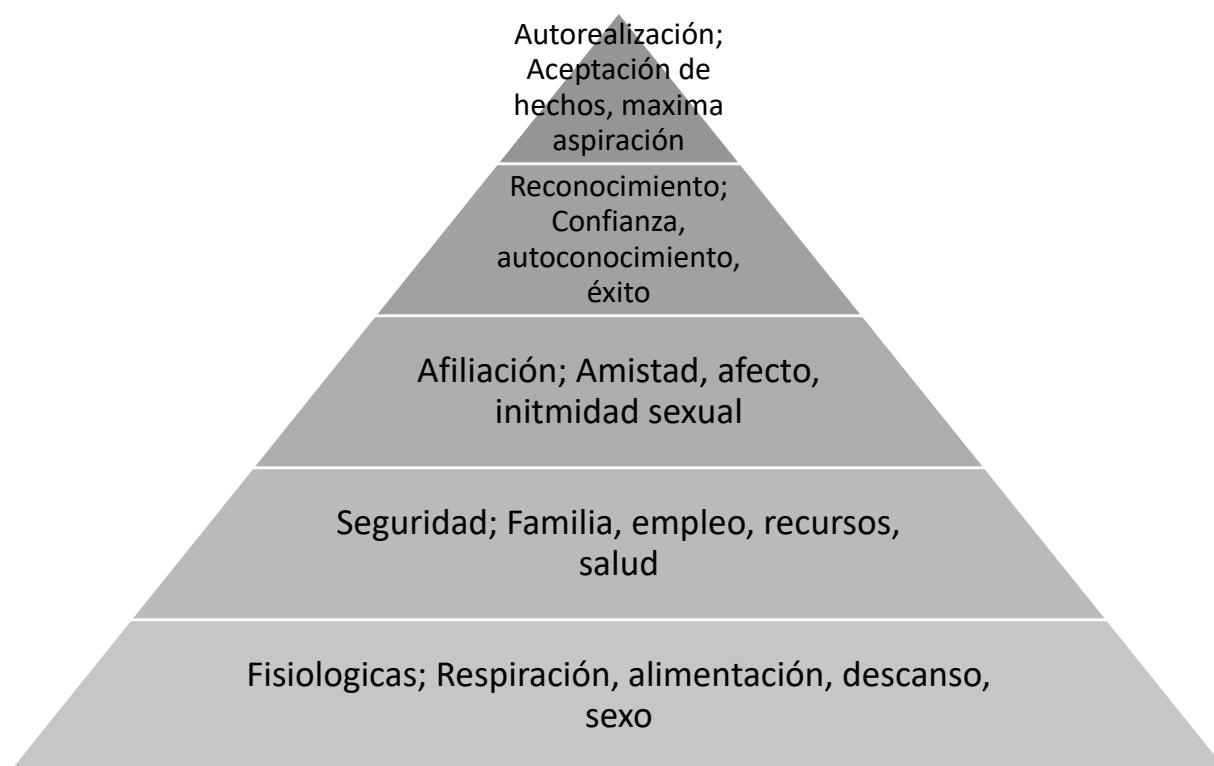 Autorealización;
Aceptación de
hechos, maxima
aspiración
Reconocimiento;
Confianza,
autoconocimiento,
éxito
Afiliación; Amistad, afecto,
initmidad sexual
Seguridad; Familia, empleo, recursos,
salud
Fisiologicas; Respiración, alimentación, descanso,
sexo